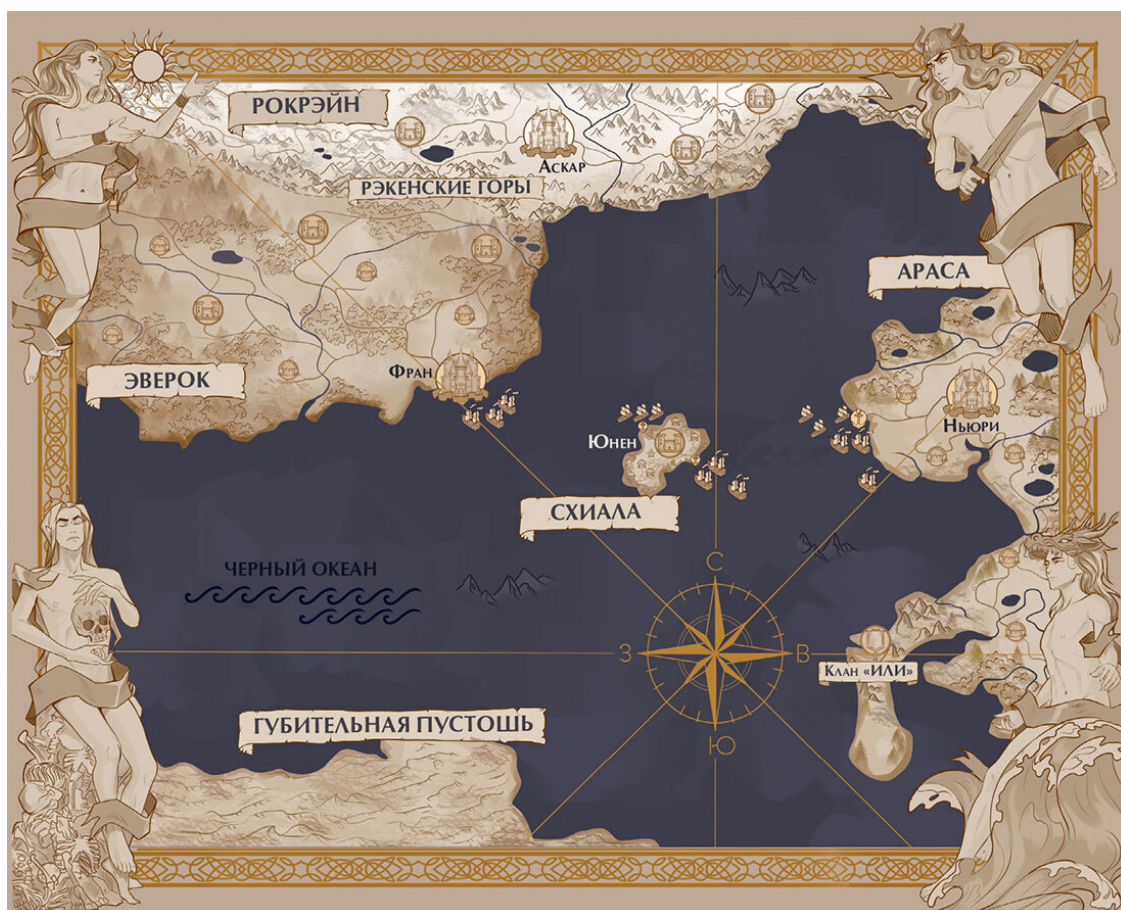 РОКРЭЙН
АСКАР
РЭКЕНСКИЕ ГОРЫ
АРАСА
ЭВЕРОК
ФРАН
НЬЮРИ
ЮНЕН
СХИАЛА
ЧЕРНЫЙ ОКЕАН
С
З
В
Ю
КЛАН «ИЛИ»
ГУБИТЕЛЬНАЯ ПУСТОШЬ